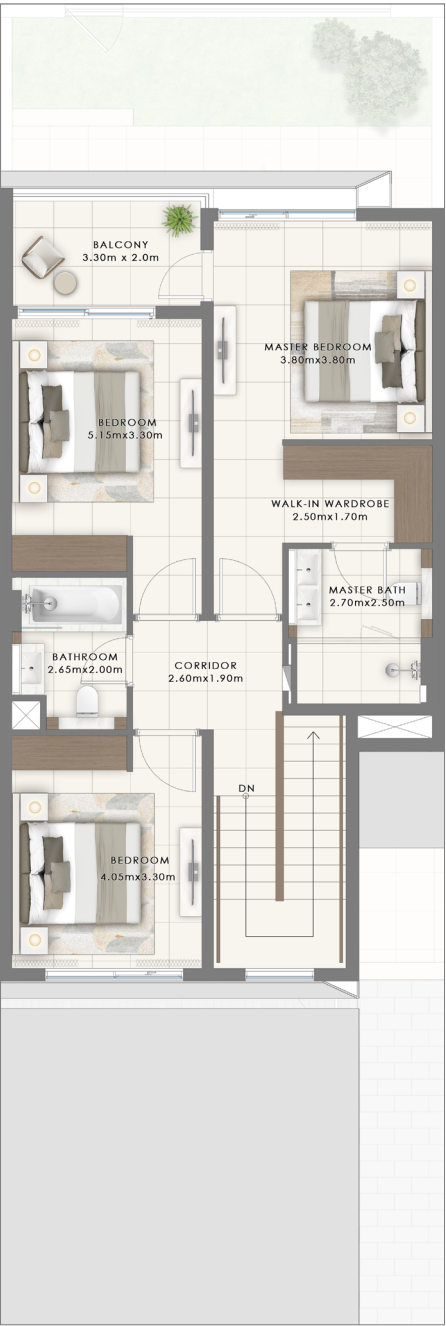 BALCONY
3.30m x 2.0m
MASTER BEDROOM
3.80mx3.80m
BEDROOM
5.15mx3.30m
WALK-IN WARDROBE
2.50mx1.70m
MASTER BATH
2.70mx2.50m
BATHROOM
2.65mx2.00m
CORRIDOR
2.60mx1.90m
DN
BEDROOM
4.05mx3.30m